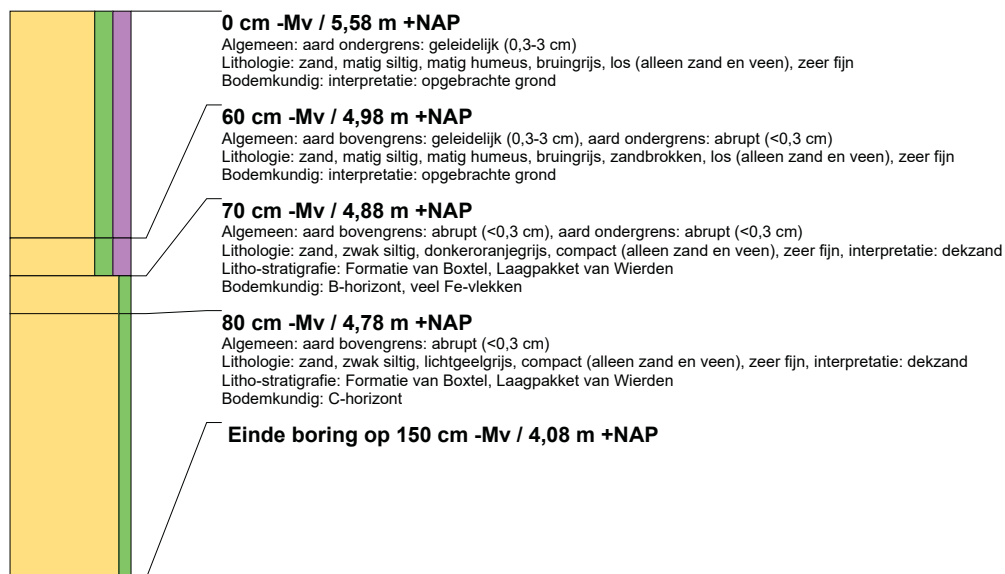 0 cm -Mv / 5,58 m +NAP
Algemeen: aard ondergrens: geleidelijk (0,3-3 cm)
Lithologie: zand, matig siltig, matig humeus, bruingrijs, los (alleen zand en veen), zeer fijn
Bodemkundig: interpretatie: opgebrachte grond
60 cm -Mv / 4,98 m +NAP
Algemeen: aard bovengrens: geleidelijk (0,3-3 cm), aard ondergrens: abrupt (<0,3 cm)
Lithologie: zand, matig siltig, matig humeus, bruingrijs, zandbrokken, los (alleen zand en veen), zeer fijn
Bodemkundig: interpretatie: opgebrachte grond
70 cm -Mv / 4,88 m +NAP
Algemeen: aard bovengrens: abrupt (<0,3 cm), aard ondergrens: abrupt (<0,3 cm)
Lithologie: zand, zwak siltig, donkeroranjegrijs, compact (alleen zand en veen), zeer fijn, interpretatie: dekzand
Litho-stratigrafie: Formatie van Boxtel, Laagpakket van Wierden
Bodemkundig: B-horizont, veel Fe-vlekken
80 cm -Mv / 4,78 m +NAP
Algemeen: aard bovengrens: abrupt (<0,3 cm)
Lithologie: zand, zwak siltig, lichtgeelgrijs, compact (alleen zand en veen), zeer fijn, interpretatie: dekzand
Litho-stratigrafie: Formatie van Boxtel, Laagpakket van Wierden
Bodemkundig: C-horizont
Einde boring op 150 cm -Mv / 4,08 m +NAP